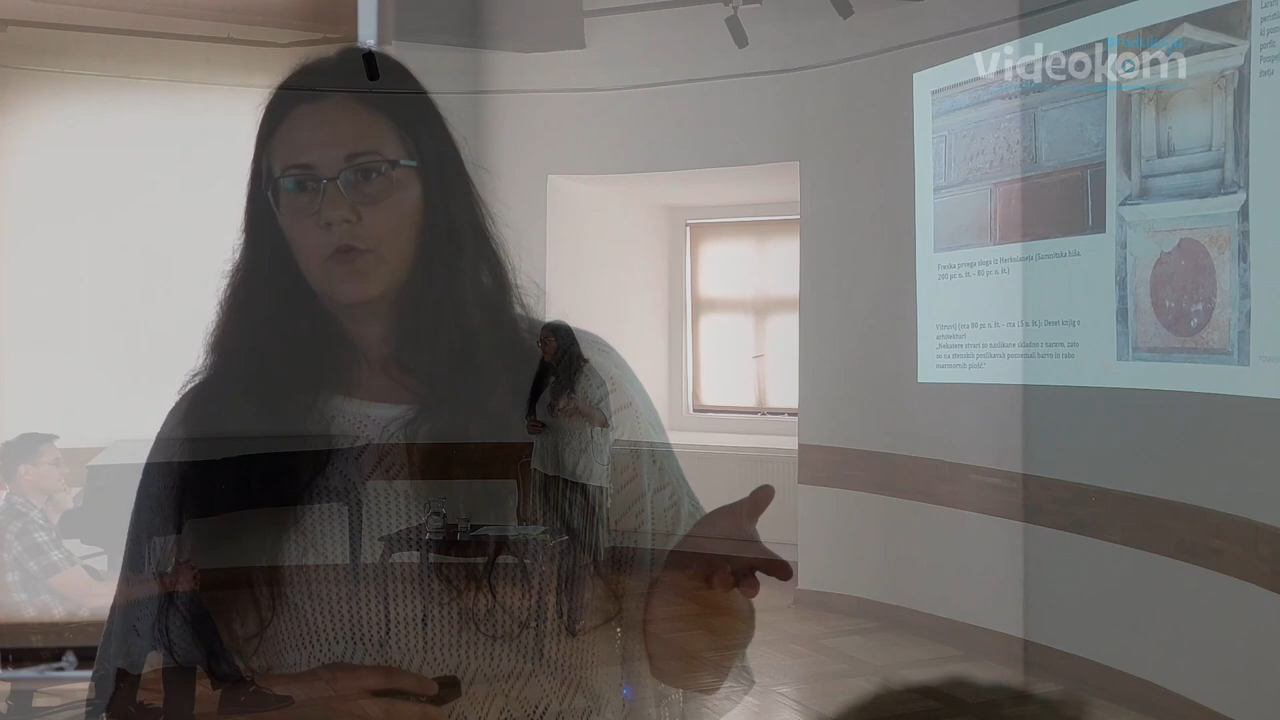 videokom
Freska prvega sloga iz Herkulaneja (Samnitska hiša,
200 pr. n. št. – 80 pr. n. št.)
Vitruvij (cca 80 pr. n. št. – cca 15 n. št.): Deset knjig o
arhitekturi
„Nekatere stvari so naslikane skladno z naravo, zato
so na stenskih poslikavah posnemali barvo in rabo
marmornih plošč."